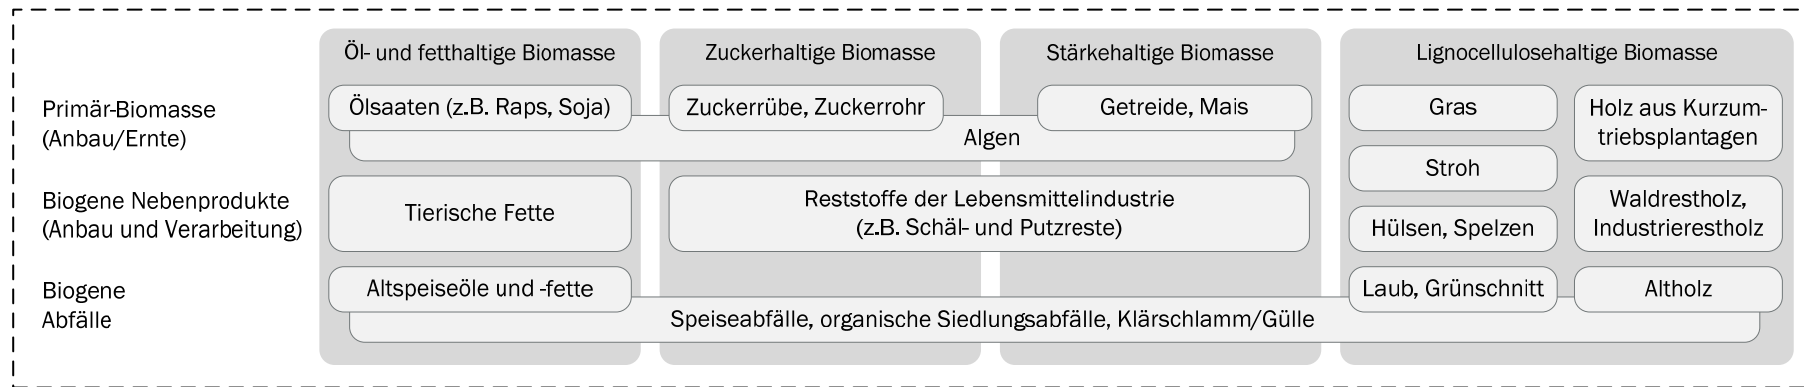 Öl- und fetthaltige Biomasse
Zuckerhaltige Biomasse
Stärkehaltige Biomasse
Lignocellulosehaltige Biomasse
Primär-Biomasse
(Anbau/Ernte)
Ölsaaten (z.B. Raps, Soja)
Zuckerrübe, Zuckerrohr
Getreide, Mais
Algen
Gras
Holz aus Kurzum-
triebsplantagen
Stroh
Biogene Nebenprodukte
(Anbau und Verarbeitung)
Tierische Fette
Reststoffe der Lebensmittelindustrie
(z.B. Schäl- und Putzreste)
Hülsen, Spelzen
Waldrestholz,
Industrierestholz
Biogene
Abfälle
Altspeiseöle und -fette
Laub, Grünschnitt
Altholz
Speiseabfälle, organische Siedlungsabfälle, Klärschlamm/Gülle